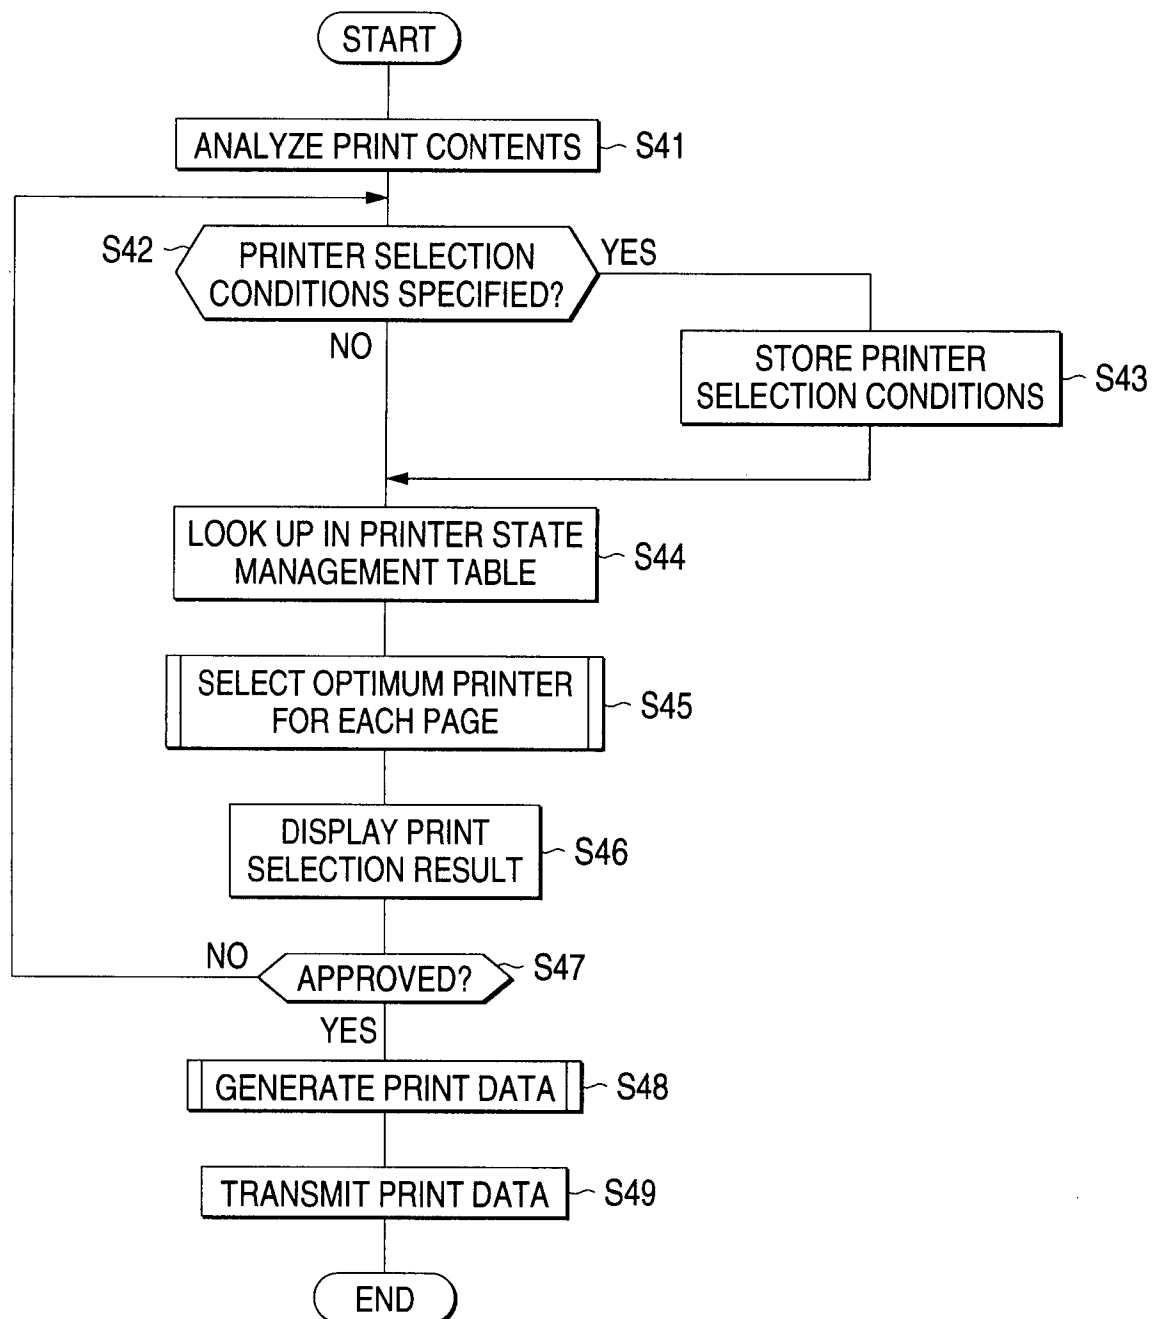 START
ANALYZE PRINT CONTENTS
S41
S42
PRINTER SELECTION
CONDITIONS SPECIFIED?
YES
NO
STORE PRINTER
SELECTION CONDITIONS
S43
LOOK UP IN PRINTER STATE
MANAGEMENT TABLE
S44
SELECT OPTIMUM PRINTER
FOR EACH PAGE
S45
DISPLAY PRINT
SELECTION RESULT
S46
NO
APPROVED?
S47
YES
GENERATE PRINT DATA
S48
TRANSMIT PRINT DATA
S49
END